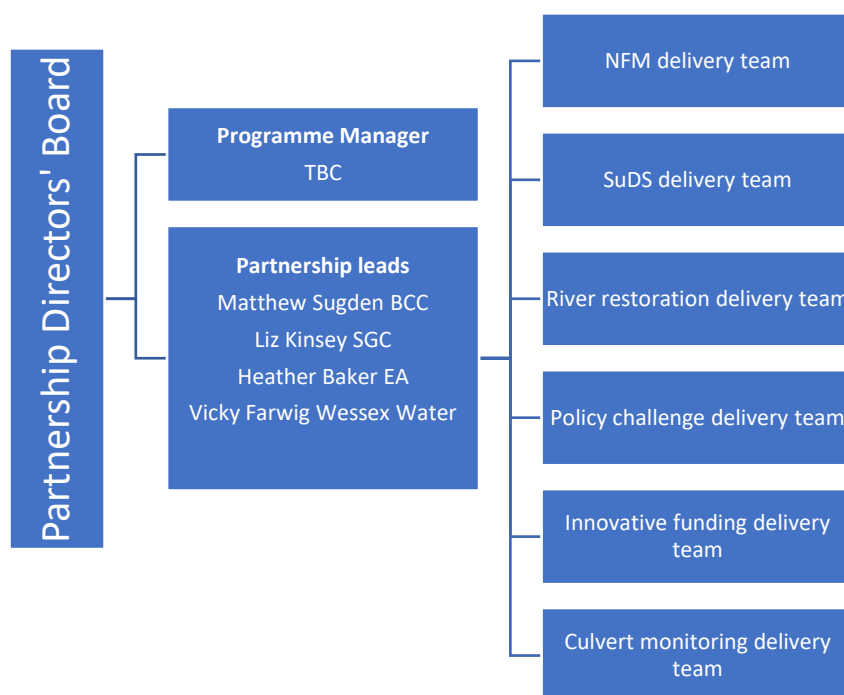 Partnership Directors' Board
Programme Manager
TBC
Partnership leads
Matthew Sugden BCC
Liz Kinsey SGC
Heather Baker EA
Vicky Farwig Wessex Water
NFM delivery team
SuDS delivery team
River restoration delivery team
Policy challenge delivery team
Innovative funding delivery
team
Culvert monitoring delivery
team